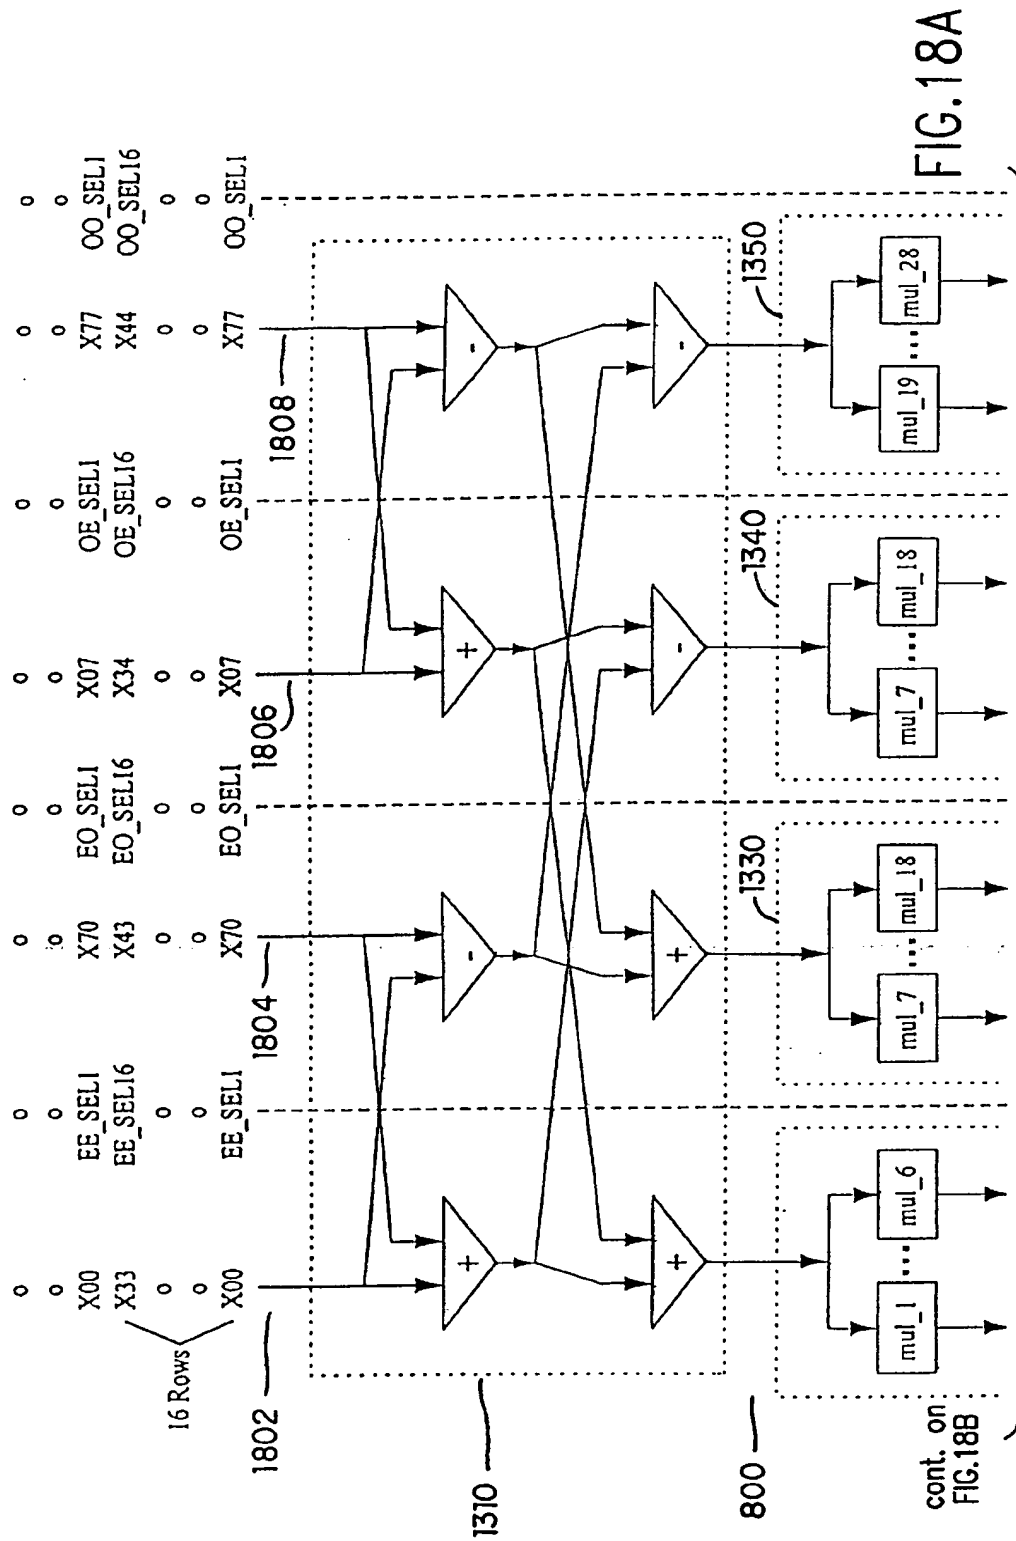 o o o o o o o o
o o o o o o o o
X00 EE_SEL1 X70 EO_SEL1 X07 OE_SEL1 X77 OO_SEL1
X33 EE_SEL16 X43 EO_SEL16 X34 OE_SEL16 X44 OO_SEL16
o o o o o o o o
16 Rows
o o o o o o o o
X00 EE_SEL1 X70 EO_SEL1 X07 OE_SEL1 X77 OO_SEL1
1802 1804 1806 1808
1310
+ - + -
+ + - -
800 1330 1340 1350
mul_1 ... mul_6 mul_7 ... mul_18 mul_7 ... mul_18 mul_19 ... mul_28
cont. on
FIG.18B
FIG.18A